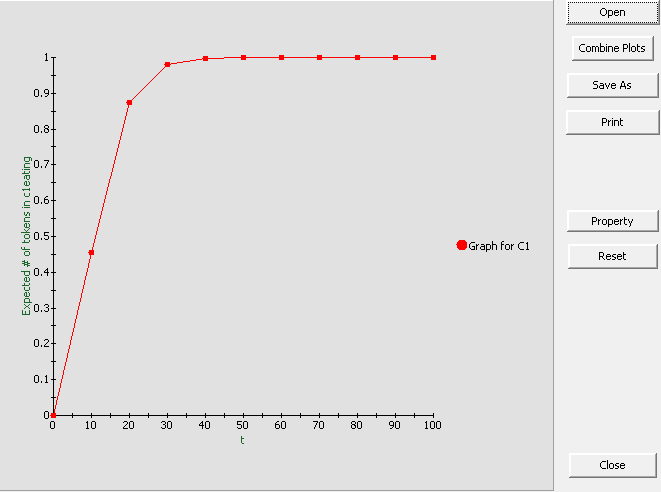 Open
Combine Plots
Save As
Print
Property
Reset
Close
Expected # of tokens in c1eating
1
0.9
0.8
0.7
0.6
0.5
0.4
0.3
0.2
0.1
0
0 10 20 30 40 50 60 70 80 90 100
t
Graph for C1